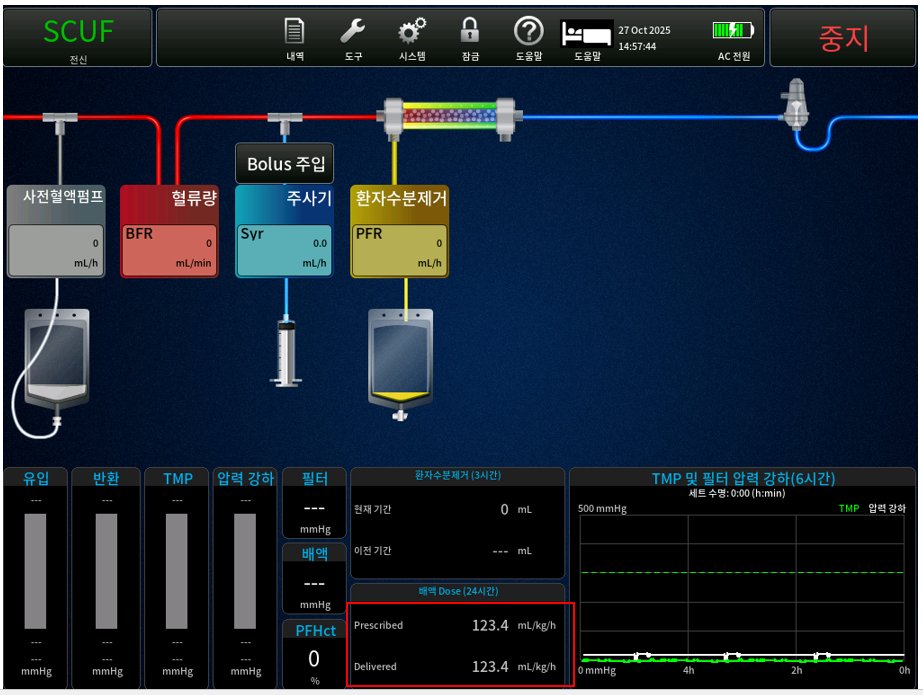 SCUF
전신
내역
도구
시스템
잠금
도움말
도움말
27 Oct 2025
14:57:44
AC 전원
중지
Bolus 주입
사전혈액펌프
0
mL/h
혈류량
BFR
0
mL/min
주사기
Syr
0.0
mL/h
환자수분제거
PFR
0
mL/h
유입
---
---
---
mmHg
반환
---
---
---
mmHg
TMP
---
---
---
mmHg
압력 강하
---
---
---
mmHg
필터
---
mmHg
배액
---
mmHg
PFHct
0
%
환자수분제거 (3시간)
현재 기간 0 mL
이전 기간 --- mL
배액 Dose (24시간)
Prescribed 123.4 mL/kg/h
Delivered 123.4 mL/kg/h
TMP 및 필터 압력 강하(6시간)
세트 수명: 0:00 (h:min)
500 mmHg TMP 압력 강하
0 mmHg 4h 2h 0h